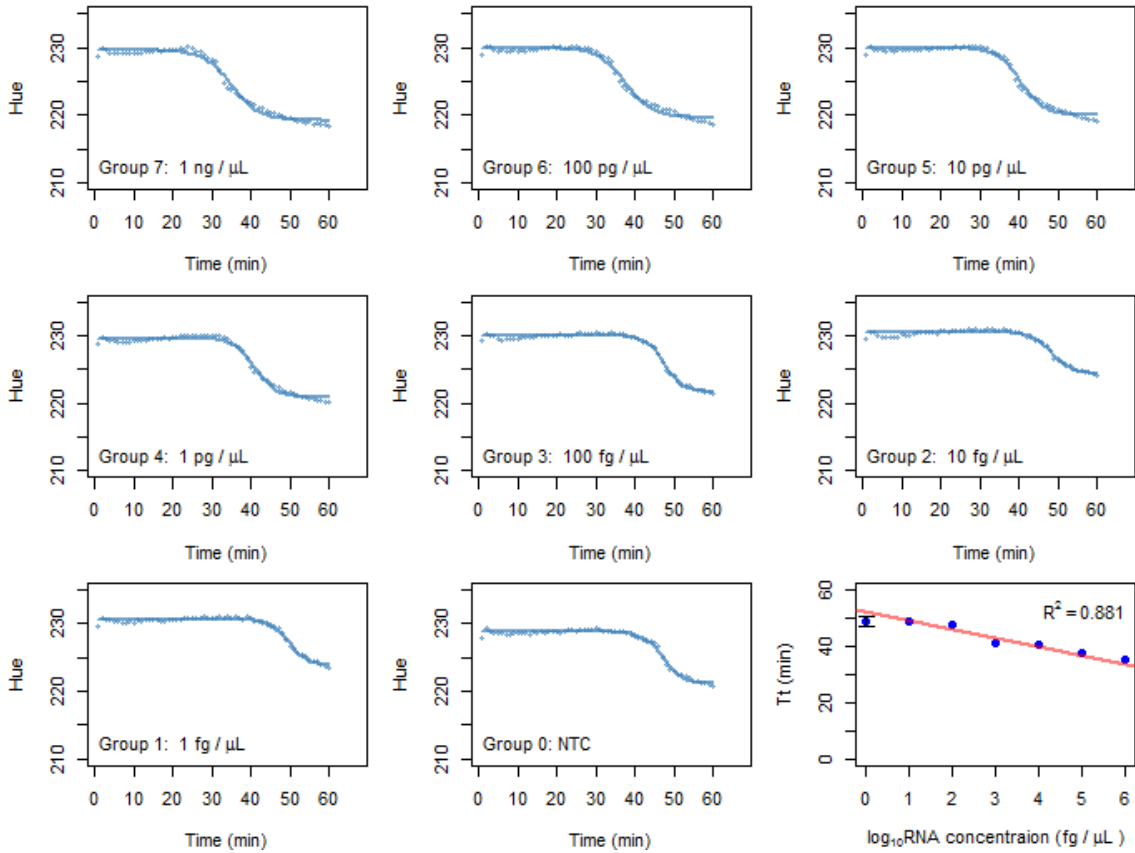 Hue
230
220
210
Group 7: 1 ng / μL
0 10 20 30 40 50 60
Time (min)
Hue
230
220
210
Group 6: 100 pg / μL
0 10 20 30 40 50 60
Time (min)
Hue
230
220
210
Group 5: 10 pg / μL
0 10 20 30 40 50 60
Time (min)
Hue
230
220
210
Group 4: 1 pg / μL
0 10 20 30 40 50 60
Time (min)
Hue
230
220
210
Group 3: 100 fg / μL
0 10 20 30 40 50 60
Time (min)
Hue
230
220
210
Group 2: 10 fg / μL
0 10 20 30 40 50 60
Time (min)
Hue
230
220
210
Group 1: 1 fg / μL
0 10 20 30 40 50 60
Time (min)
Hue
230
220
210
Group 0: NTC
0 10 20 30 40 50 60
Time (min)
Tt (min)
60
40
20
0
R² = 0.881
0 1 2 3 4 5 6
log₁₀RNA concentraion (fg / μL )